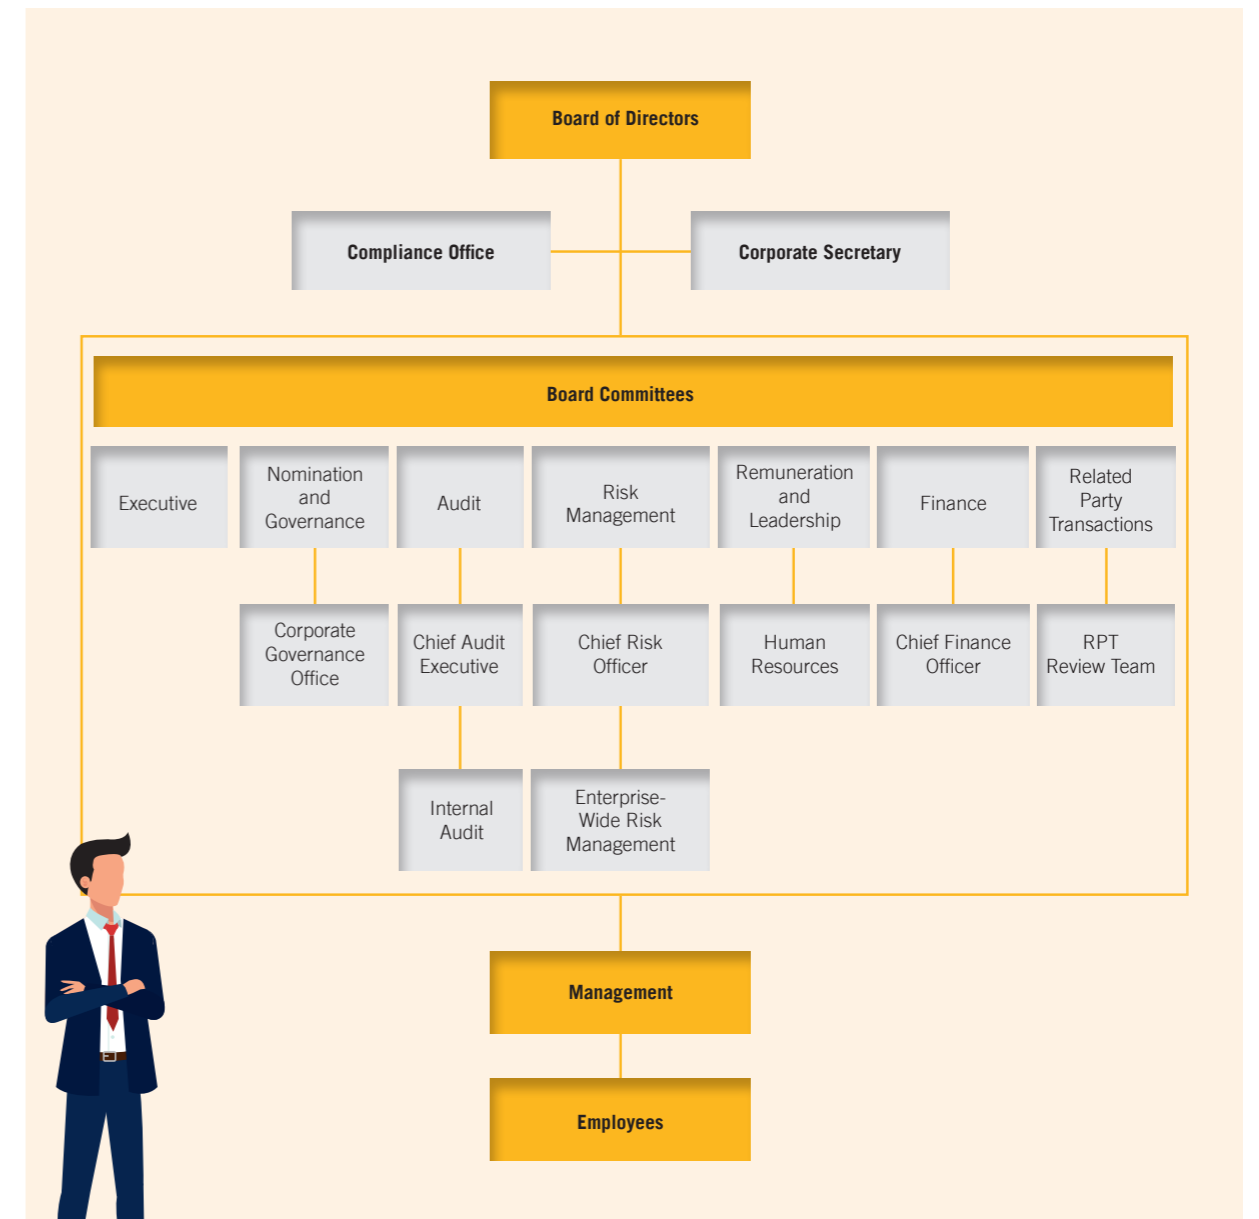 Board of Directors
Compliance Office
Corporate Secretary
Board Committees
Executive
Nomination
and
Governance
Audit
Risk
Management
Remuneration
and
Leadership
Finance
Related
Party
Transactions
Corporate
Governance
Office
Chief Audit
Executive
Chief Risk
Officer
Human
Resources
Chief Finance
Officer
RPT
Review Team
Internal
Audit
Enterprise-
Wide Risk
Management
Management
Employees